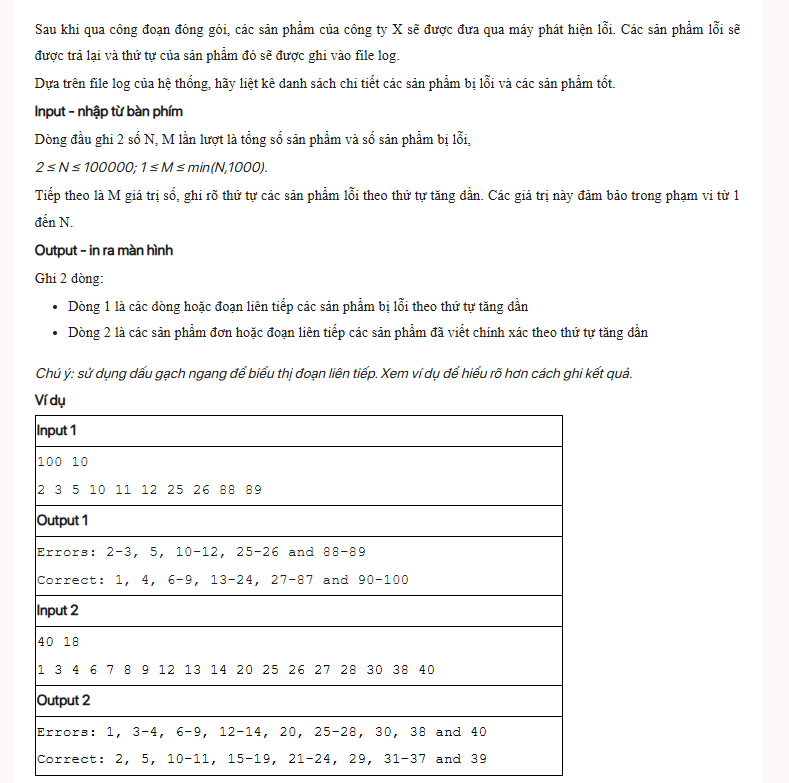 Sau khi qua công đoạn đóng gói, các sản phẩm của công ty X sẽ được đưa qua máy phát hiện lỗi. Các sản phẩm lỗi sẽ
được trả lại và thứ tự của sản phẩm đó sẽ được ghi vào file log.
Dựa trên file log của hệ thống, hãy liệt kê danh sách chi tiết các sản phẩm bị lỗi và các sản phẩm tốt.
Input – nhập từ bàn phím
Dòng đầu ghi 2 số N, M lần lượt là tổng số sản phẩm và số sản phẩm bị lỗi,
2 ≤ N ≤ 100000; 1 ≤ M ≤ min(N,1000).
Tiếp theo là M giá trị số, ghi rõ thứ tự các sản phẩm lỗi theo thứ tự tăng dần. Các giá trị này đảm bảo trong phạm vi từ 1
đến N.
Output – in ra màn hình
Ghi 2 dòng:
• Dòng 1 là các dòng hoặc đoạn liên tiếp các sản phẩm bị lỗi theo thứ tự tăng dần
• Dòng 2 là các sản phẩm đơn hoặc đoạn liên tiếp các sản phẩm đã viết chính xác theo thứ tự tăng dần
Chú ý: sử dụng dấu gạch ngang để biểu thị đoạn liên tiếp. Xem ví dụ để hiểu rõ hơn cách ghi kết quả.
Ví dụ
Input 1
100 10
2 3 5 10 11 12 25 26 88 89
Output 1
Errors: 2-3, 5, 10-12, 25-26 and 88-89
Correct: 1, 4, 6-9, 13-24, 27-87 and 90-100
Input 2
40 18
1 3 4 6 7 8 9 12 13 14 20 25 26 27 28 30 38 40
Output 2
Errors: 1, 3-4, 6-9, 12-14, 20, 25-28, 30, 38 and 40
Correct: 2, 5, 10-11, 15-19, 21-24, 29, 31-37 and 39